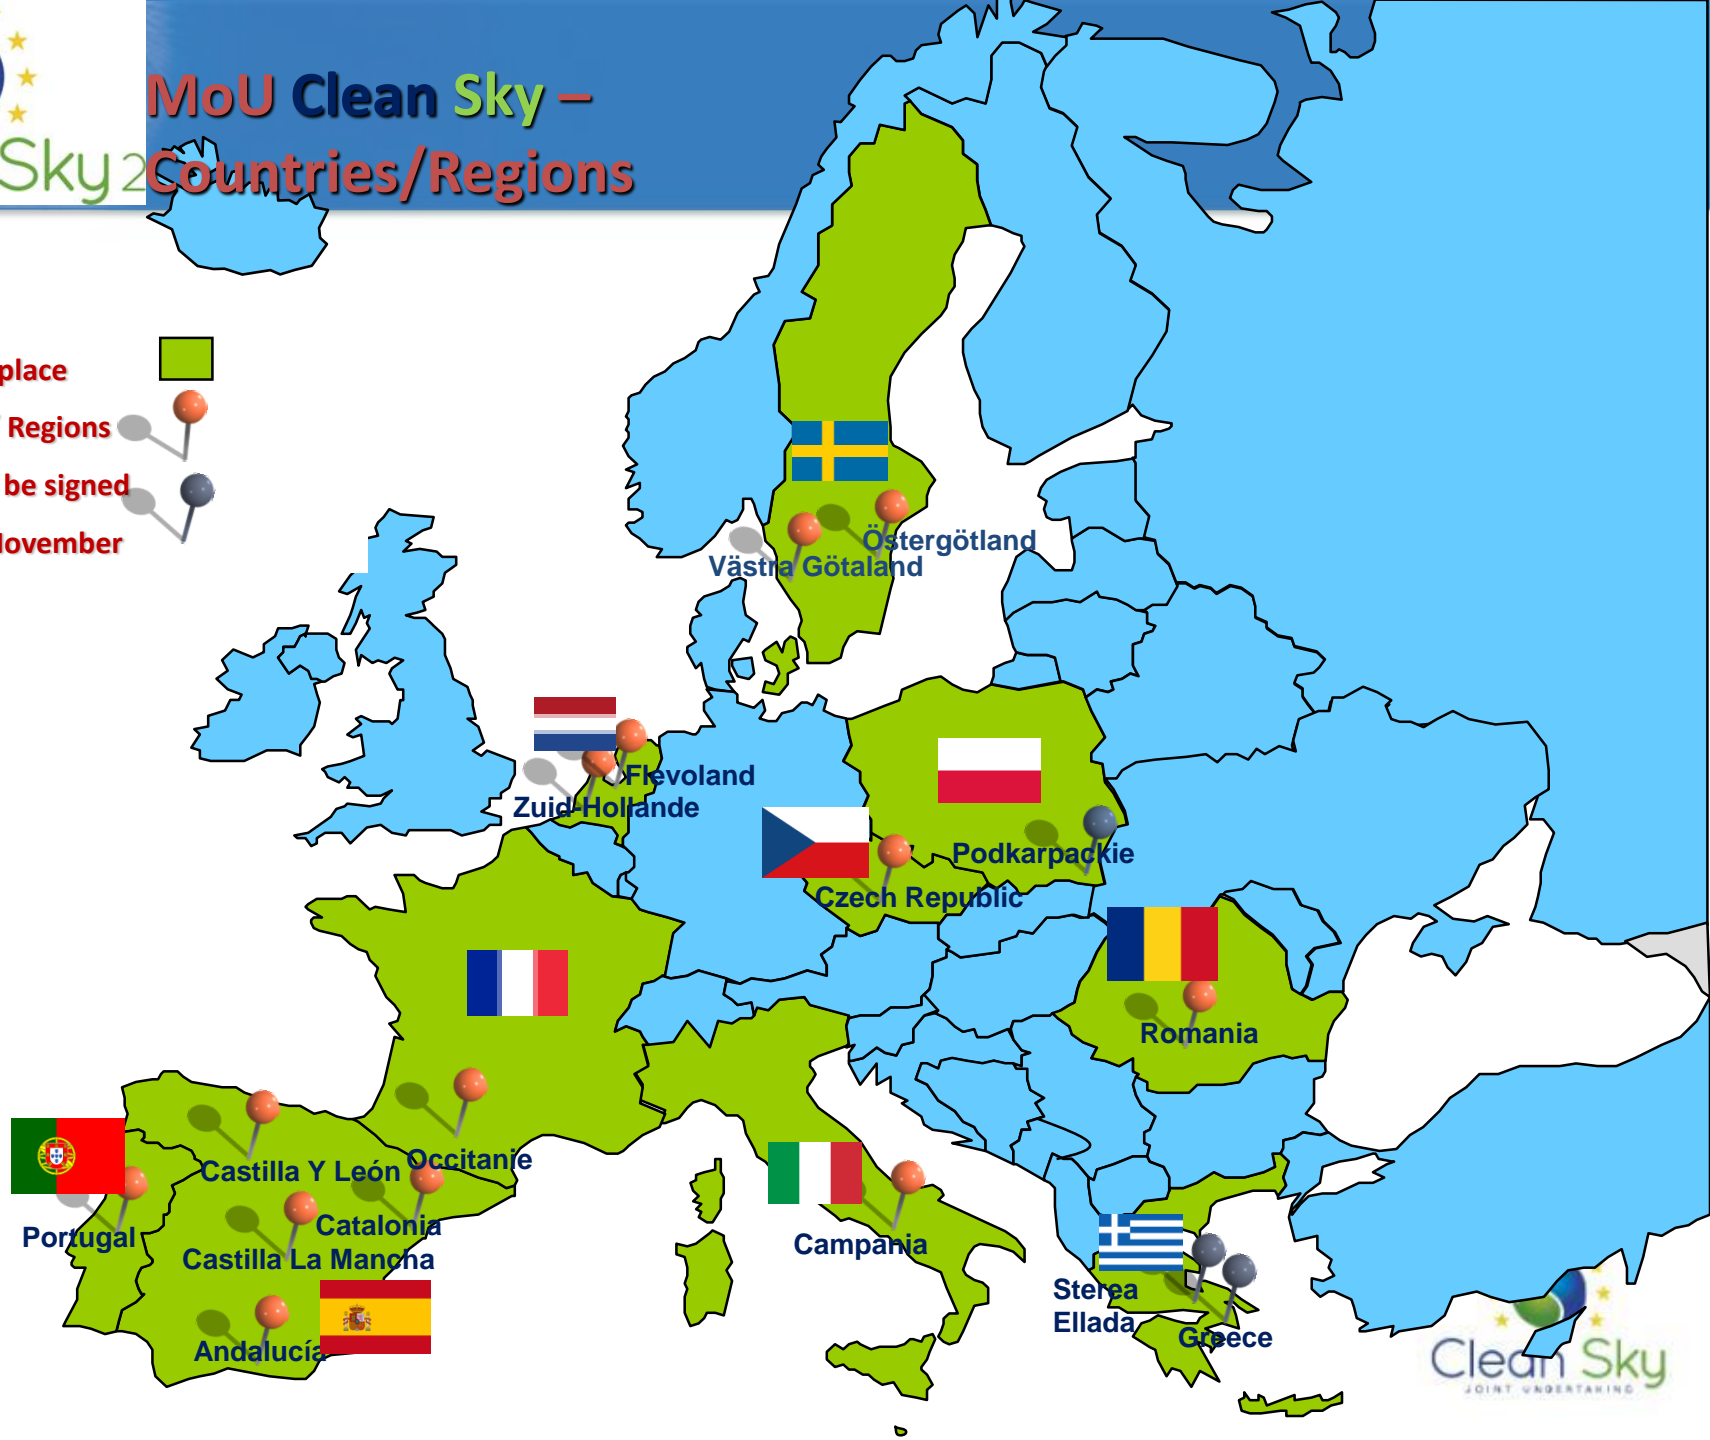 MoU Clean Sky –
Countries/Regions
Sky 2
place
Regions
be signed
November
Östergötland
Västra Götaland
Flevoland
Zuid-Hollande
Podkarpackie
Czech Republic
Romania
Occitanie
Castilla Y León
Catalonia
Portugal
Castilla La Mancha
Campania
Sterea
Ellada
Greece
Andalucía
Clean Sky
JOINT UNDERTAKING